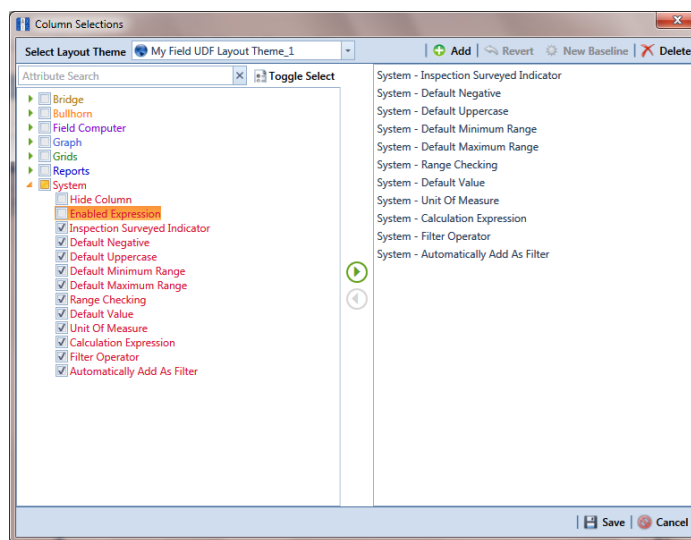 Column Selections
Select Layout Theme My Field UDF Layout Theme_1 Add Revert New Baseline Delete
Attribute Search Toggle Select
Bridge
Bullhorn
Field Computer
Graph
Grids
Reports
System
Hide Column
Enabled Expression
Inspection Surveyed Indicator
Default Negative
Default Uppercase
Default Minimum Range
Default Maximum Range
Range Checking
Default Value
Unit Of Measure
Calculation Expression
Filter Operator
Automatically Add As Filter
System - Inspection Surveyed Indicator
System - Default Negative
System - Default Uppercase
System - Default Minimum Range
System - Default Maximum Range
System - Range Checking
System - Default Value
System - Unit Of Measure
System - Calculation Expression
System - Filter Operator
System - Automatically Add As Filter
Save Cancel